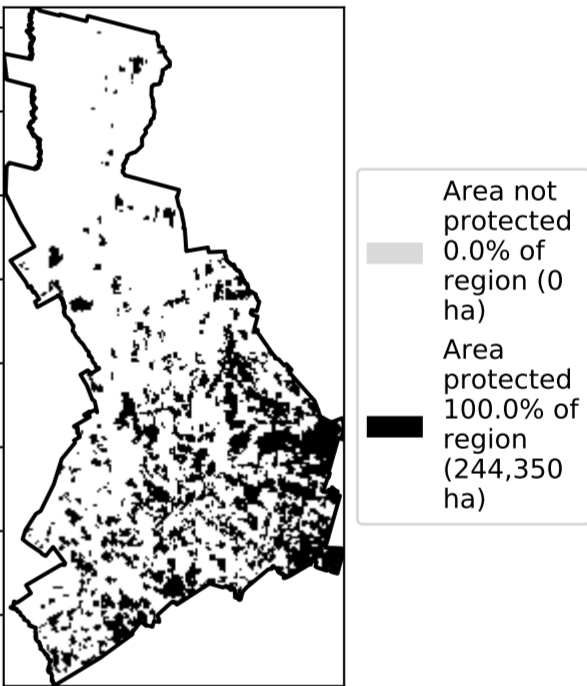 Area not
protected
0.0% of
region (0
ha)
Area
protected
100.0% of
region
(244,350
ha)